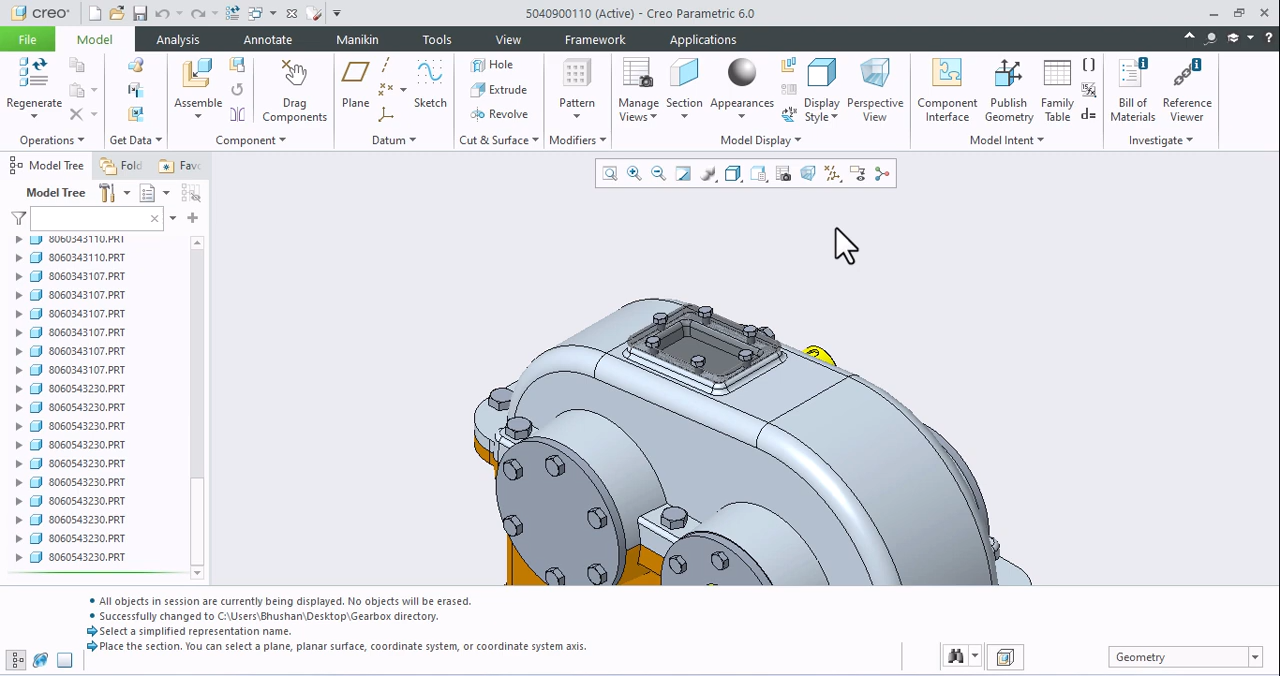 creo
5040900110 (Active) - Creo Parametric 6.0
File Model Analysis Annotate Manikin Tools View Framework Applications
Regenerate
Assemble
Drag
Components
Plane
Sketch
Hole
Extrude
Revolve
Pattern
Manage
Views
Section
Appearances
Display
Style
Perspective
View
Component
Interface
Publish
Geometry
Family
Table
d=
Bill of
Materials
Reference
Viewer
Operations Get Data Component Datum Cut & Surface Modifiers Model Display Model Intent Investigate
Model Tree Fold Fav
Model Tree
8060343110.PRT
8060343110.PRT
8060343107.PRT
8060343107.PRT
8060343107.PRT
8060343107.PRT
8060343107.PRT
8060343107.PRT
8060543230.PRT
8060543230.PRT
8060543230.PRT
8060543230.PRT
8060543230.PRT
8060543230.PRT
8060543230.PRT
8060543230.PRT
8060543230.PRT
8060543230.PRT
All objects in session are currently being displayed. No objects will be erased.
Successfully changed to C:\Users\Bhushan\Desktop\Gearbox directory.
Select a simplified representation name.
Place the section. You can select a plane, planar surface, coordinate system, or coordinate system axis.
Geometry